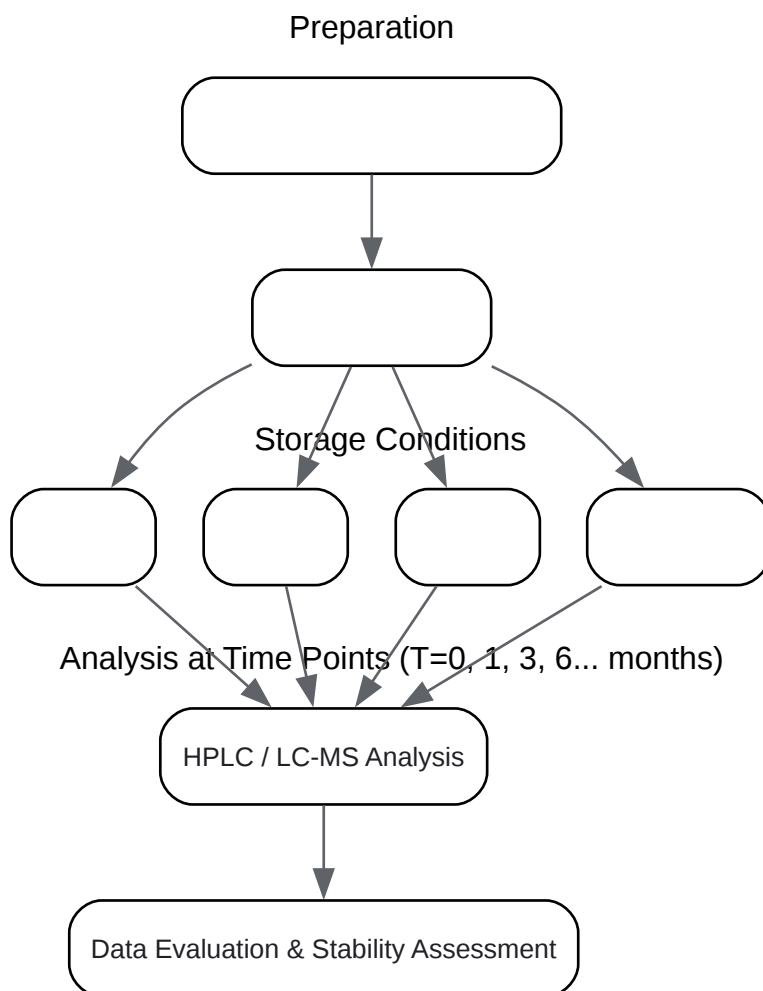 Preparation
Storage Conditions
Analysis at Time Points (T=0, 1, 3, 6... months)
HPLC / LC-MS Analysis
Data Evaluation & Stability Assessment